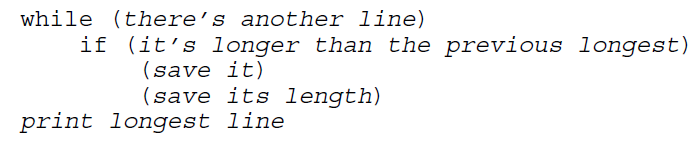 while (there's another line)
    if (it's longer than the previous longest)
        (save it)
        (save its length)
print longest line